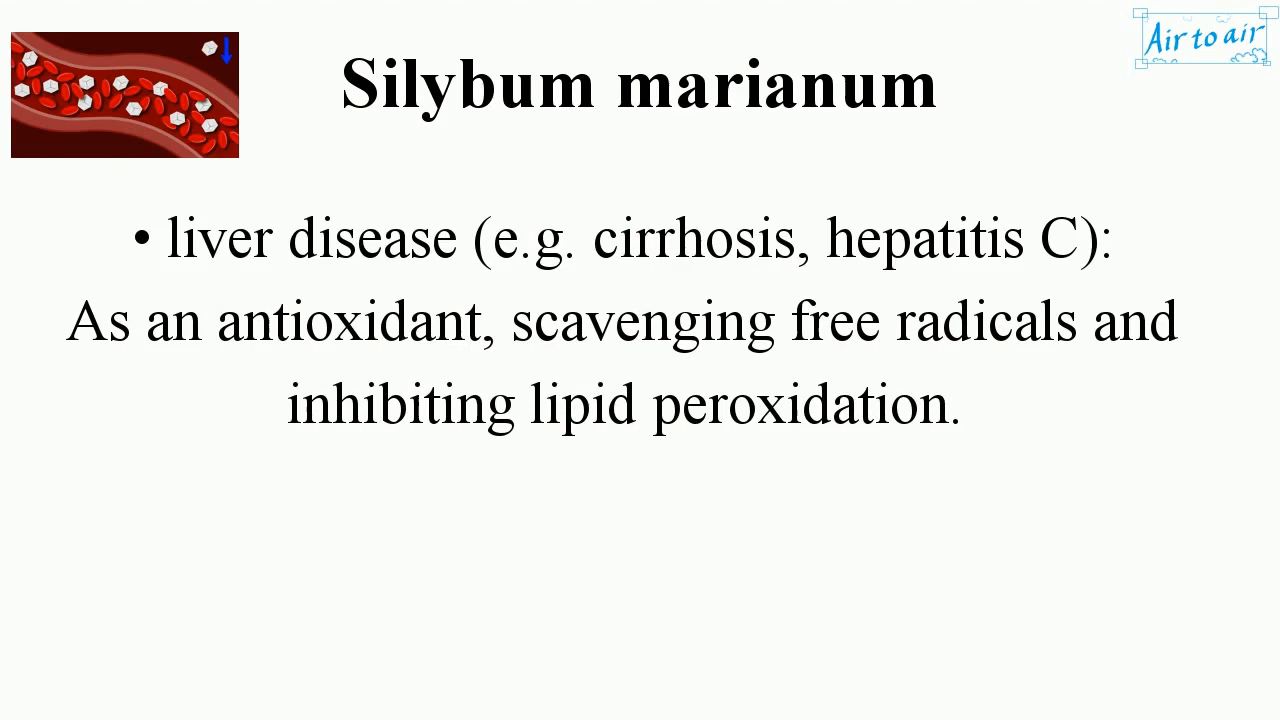 Air to air
Silybum marianum
• liver disease (e.g. cirrhosis, hepatitis C):
As an antioxidant, scavenging free radicals and
inhibiting lipid peroxidation.